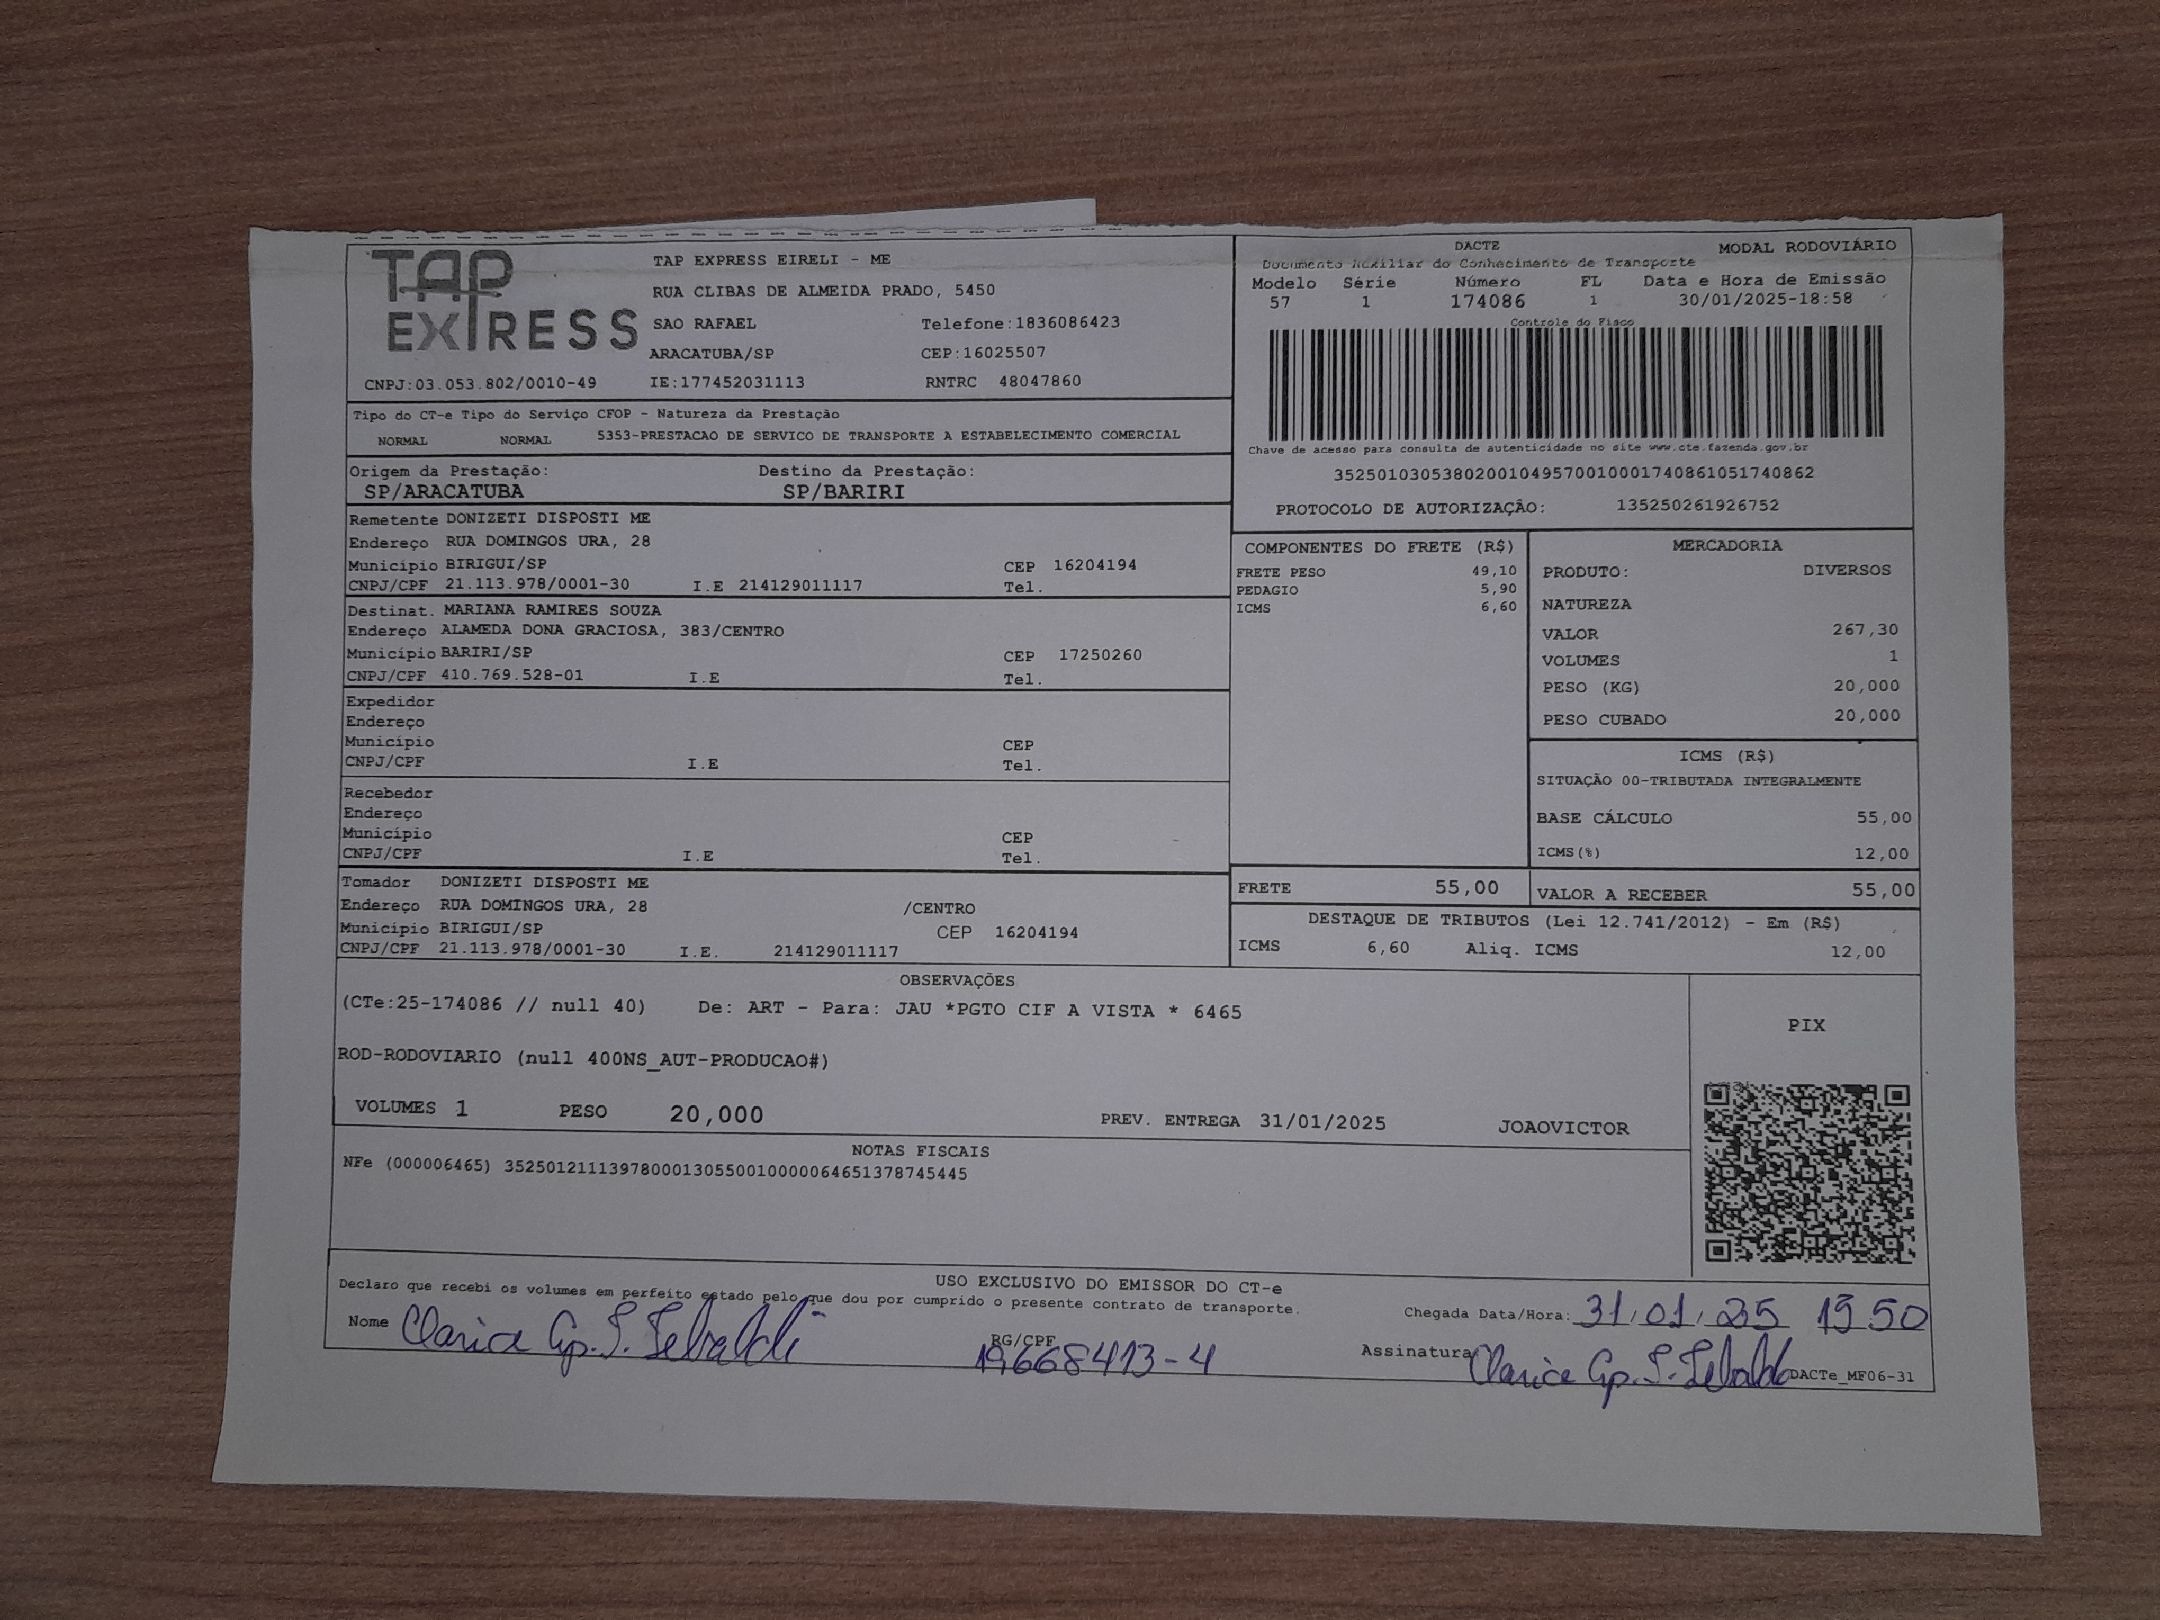 TAP EXPRESS
TAP EXPRESS EIRELI - ME
RUA CLIBAS DE ALMEIDA PRADO, 5450
SAO RAFAEL Telefone:1836086423
ARACATUBA/SP CEP:16025507
CNPJ:03.053.802/0010-49 IE:177452031113 RNTRC 48047860
DACTE MODAL RODOVIÁRIO
Documento Auxiliar do Conhecimento de Transporte
Modelo Série Número FL Data e Hora de Emissão
57 1 174086 1 30/01/2025-18:58
Controle do Fisco
Chave de acesso para consulta de autenticidade no site www.cte.fazenda.gov.br
35250103053802001049570010001740861051740862
PROTOCOLO DE AUTORIZAÇÃO: 135250261926752
Tipo do CT-e Tipo do Serviço CFOP - Natureza da Prestação
NORMAL NORMAL 5353-PRESTACAO DE SERVICO DE TRANSPORTE A ESTABELECIMENTO COMERCIAL
Origem da Prestação: Destino da Prestação:
SP/ARACATUBA SP/BARIRI
Remetente DONIZETI DISPOSTI ME
Endereço RUA DOMINGOS URA, 28
Município BIRIGUI/SP CEP 16204194
CNPJ/CPF 21.113.978/0001-30 I.E 214129011117 Tel.
Destinat. MARIANA RAMIRES SOUZA
Endereço ALAMEDA DONA GRACIOSA, 383/CENTRO
Município BARIRI/SP CEP 17250260
CNPJ/CPF 410.769.528-01 I.E Tel.
Expedidor
Endereço
Município CEP
CNPJ/CPF I.E Tel.
Recebedor
Endereço
Município CEP
CNPJ/CPF I.E Tel.
Tomador DONIZETI DISPOSTI ME
Endereço RUA DOMINGOS URA, 28 /CENTRO
Município BIRIGUI/SP CEP 16204194
CNPJ/CPF 21.113.978/0001-30 I.E. 214129011117
COMPONENTES DO FRETE (R$)
FRETE PESO 49,10
PEDAGIO 5,90
ICMS 6,60
MERCADORIA
PRODUTO: DIVERSOS
NATUREZA
VALOR 267,30
VOLUMES 1
PESO (KG) 20,000
PESO CUBADO 20,000
ICMS (R$)
SITUAÇÃO 00-TRIBUTADA INTEGRALMENTE
BASE CÁLCULO 55,00
ICMS(%) 12,00
FRETE 55,00 VALOR A RECEBER 55,00
DESTAQUE DE TRIBUTOS (Lei 12.741/2012) - Em (R$)
ICMS 6,60 Aliq. ICMS 12,00
OBSERVAÇÕES
(CTe:25-174086 // null 40) De: ART - Para: JAU *PGTO CIF A VISTA * 6465
ROD-RODOVIARIO (null 400NS_AUT-PRODUCAO#)
VOLUMES 1 PESO 20,000 PREV. ENTREGA 31/01/2025 JOAOVICTOR
PIX
NOTAS FISCAIS
NFe (000006465) 35250121113978000130550010000064651378745445
USO EXCLUSIVO DO EMISSOR DO CT-e
Declaro que recebi os volumes em perfeito estado pelo que dou por cumprido o presente contrato de transporte.
Chegada Data/Hora: 31/01/25 15 50
Nome Clarice Ap. S. Sebaldi RG/CPF 19668413-4
Assinatura Clarice Ap. S. DACTe_MF06-31